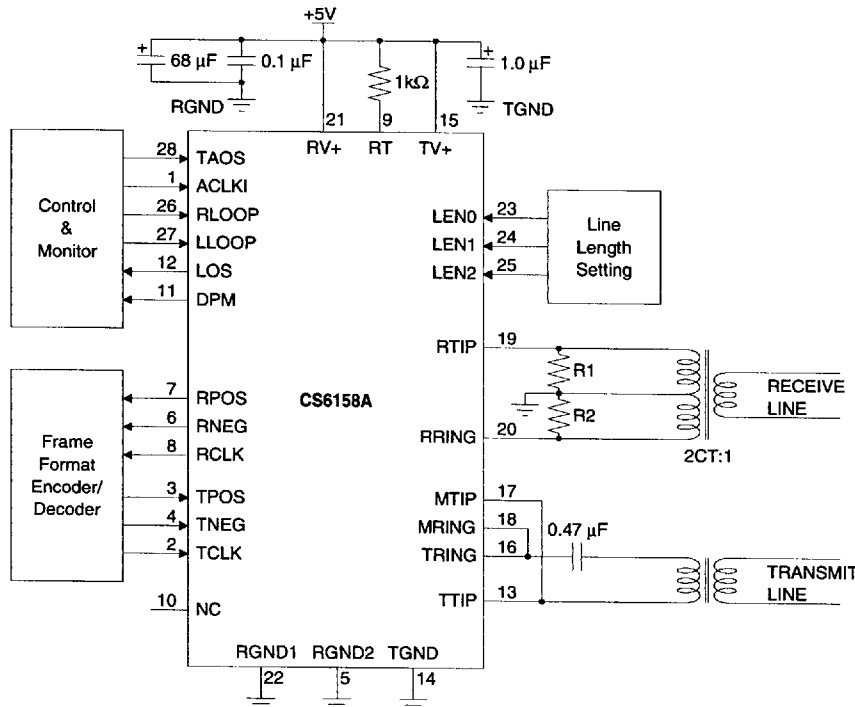 +5V
68 μF
0.1 μF
1kΩ
1.0 μF
RGND
TGND
21
9
15
RV+
RT
TV+
Control
&
Monitor
28
TAOS
1
ACLKI
26
RLOOP
27
LLOOP
12
LOS
11
DPM
LEN0
23
LEN1
24
LEN2
25
Line
Length
Setting
RTIP
19
R1
R2
RRING
20
2CT:1
RECEIVE
LINE
CS6158A
Frame
Format
Encoder/
Decoder
7
RPOS
6
RNEG
8
RCLK
3
TPOS
4
TNEG
2
TCLK
10
NC
MTIP
17
MRING
18
TRING
16
0.47 μF
TTIP
13
TRANSMIT
LINE
RGND1
RGND2
TGND
22
5
14